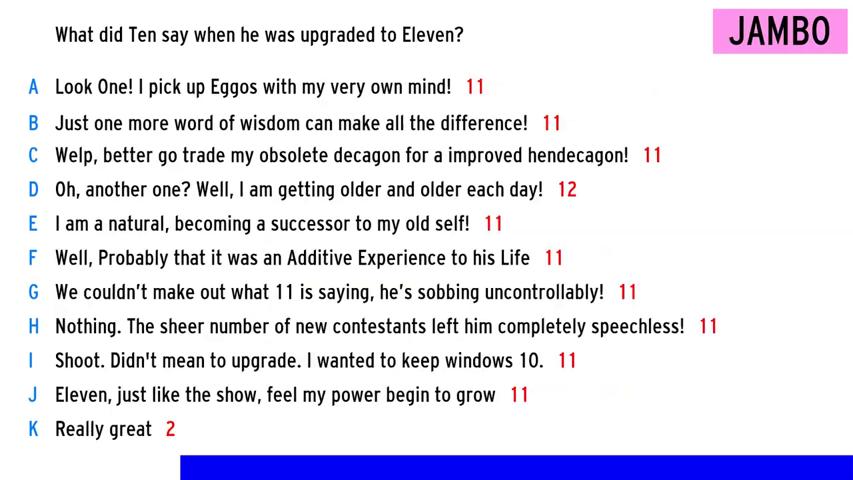 What did Ten say when he was upgraded to Eleven?
JAMBO
A Look One! I pick up Eggos with my very own mind! 11
B Just one more word of wisdom can make all the difference! 11
C Welp, better go trade my obsolete decagon for a improved hendecagon! 11
D Oh, another one? Well, I am getting older and older each day! 12
E I am a natural, becoming a successor to my old self! 11
F Well, Probably that it was an Additive Experience to his Life 11
G We couldn't make out what 11 is saying, he's sobbing uncontrollably! 11
H Nothing. The sheer number of new contestants left him completely speechless! 11
I Shoot. Didn't mean to upgrade. I wanted to keep windows 10. 11
J Eleven, just like the show, feel my power begin to grow 11
K Really great 2